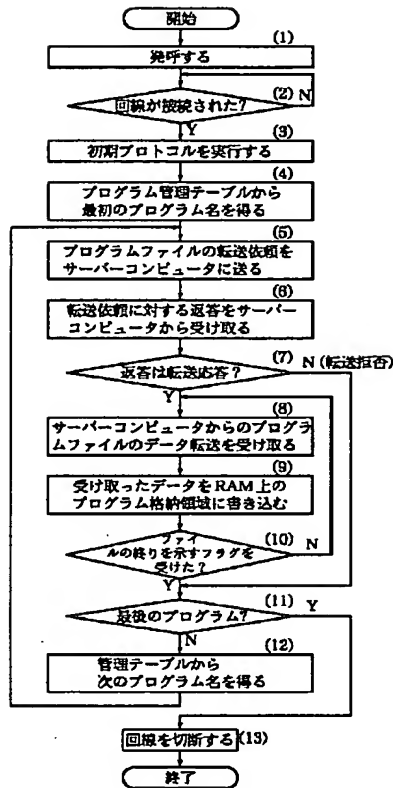 開始
(1)
発呼する
(2)
回線が接続された?
N
Y
(3)
初期プロトコルを実行する
(4)
プログラム管理テーブルから
最初のプログラム名を得る
(5)
プログラムファイルの転送依頼を
サーバーコンピュータに送る
(6)
転送依頼に対する返答をサーバー
コンピュータから受け取る
(7)
返答は転送応答?
N(転送拒否)
Y
(8)
サーバーコンピュータからのプログラ
ムファイルのデータ転送を受け取る
(9)
受け取ったデータをRAM上の
プログラム格納領域に書き込む
(10)
ファイ
ルの終りを示すフラグを
受けた?
N
Y
(11)
最後のプログラム?
Y
N
(12)
管理テーブルから
次のプログラム名を得る
回線を切断する
(13)
終了